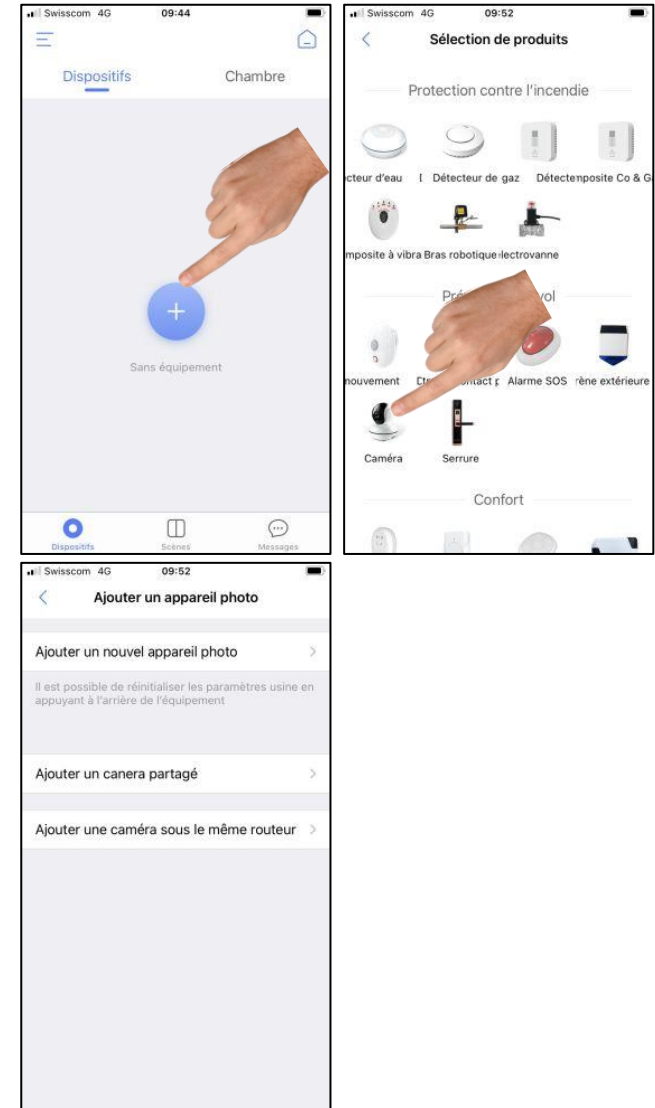 Swisscom 4G 09:44
Dispositifs Chambre
+
Sans équipement
Dispositifs Scènes Messages
Swisscom 4G 09:52
Sélection de produits
Protection contre l'incendie
cteur d'eau Détecteur de gaz Détecte mposite Co & G
mposite à vibra Bras robotique lectrovanne
vol
mouvement ntact p Alarme SOS rène extérieure
Caméra Serrure
Confort
Swisscom 4G 09:52
Ajouter un appareil photo
Ajouter un nouvel appareil photo
Il est possible de réinitialiser les paramètres usine en
appuyant à l'arrière de l'équipement
Ajouter un canera partagé
Ajouter une caméra sous le même routeur